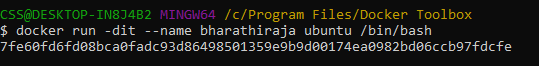 CSS@DESKTOP-IN8J4B2 MINGW64 /c/Program Files/Docker Toolbox
$ docker run -dit --name bharathiraja ubuntu /bin/bash
7fe60fd6fd08bca0fadc93d86498501359e9b9d00174ea0982bd06ccb97fdcfe